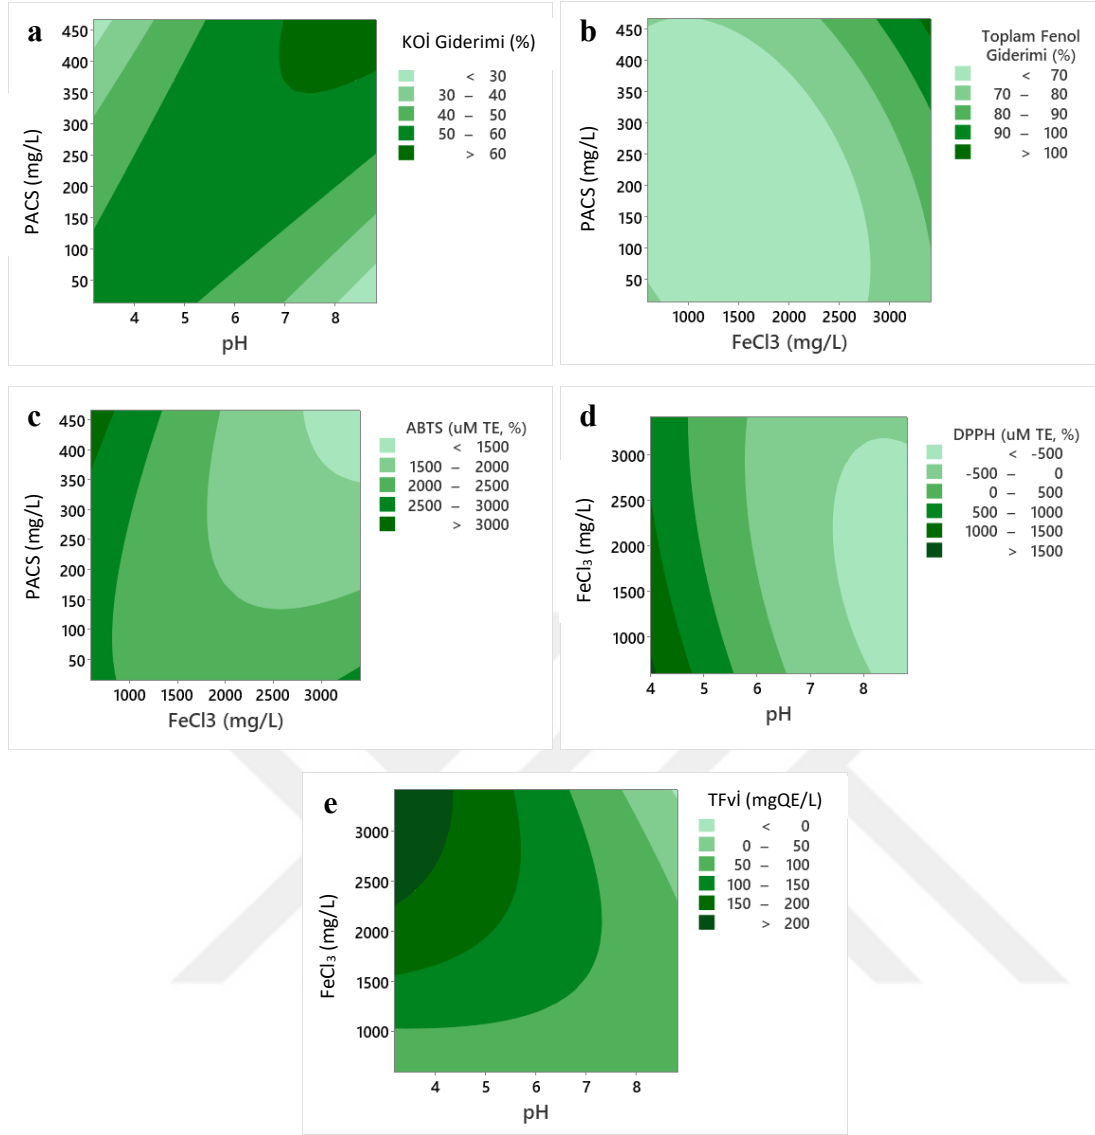 a
KOİ Giderimi (%)
< 30
30 – 40
40 – 50
50 – 60
> 60
PACS (mg/L)
450
400
350
300
250
200
150
100
50
4 5 6 7 8
pH
b
Toplam Fenol
Giderimi (%)
< 70
70 – 80
80 – 90
90 – 100
> 100
PACS (mg/L)
450
400
350
300
250
200
150
100
50
1000 1500 2000 2500 3000
FeCl3 (mg/L)
c
ABTS (uM TE, %)
< 1500
1500 – 2000
2000 – 2500
2500 – 3000
> 3000
PACS (mg/L)
450
400
350
300
250
200
150
100
50
1000 1500 2000 2500 3000
FeCl3 (mg/L)
d
DPPH (uM TE, %)
< -500
-500 – 0
0 – 500
500 – 1000
1000 – 1500
> 1500
FeCl₃ (mg/L)
3000
2500
2000
1500
1000
4 5 6 7 8
pH
e
TFvİ (mgQE/L)
< 0
0 – 50
50 – 100
100 – 150
150 – 200
> 200
FeCl₃ (mg/L)
3000
2500
2000
1500
1000
4 5 6 7 8
pH